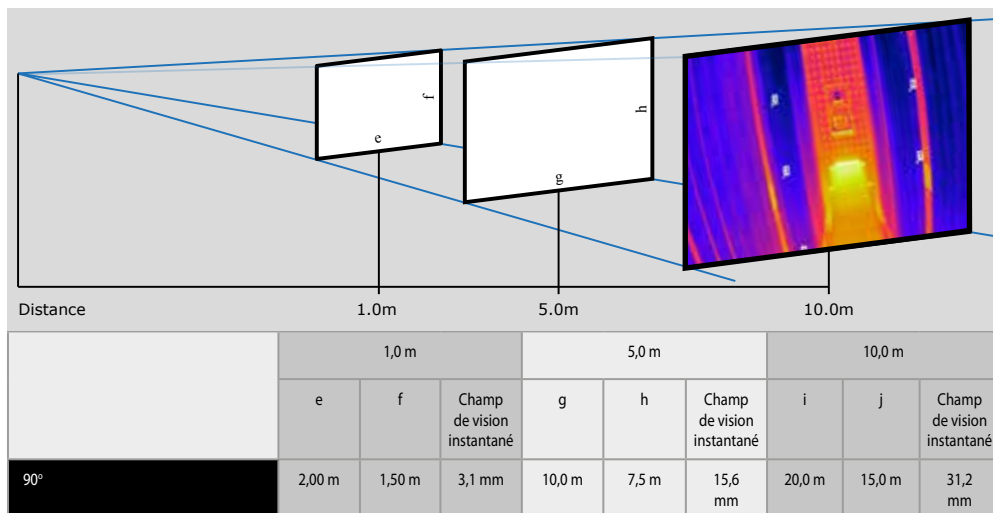 f
e
h
g
Distance
1.0m
5.0m
10.0m
1,0 m
5,0 m
10,0 m
e
f
Champ
de vision
instantané
g
h
Champ
de vision
instantané
i
j
Champ
de vision
instantané
90°
2,00 m
1,50 m
3,1 mm
10,0 m
7,5 m
15,6
mm
20,0 m
15,0 m
31,2
mm